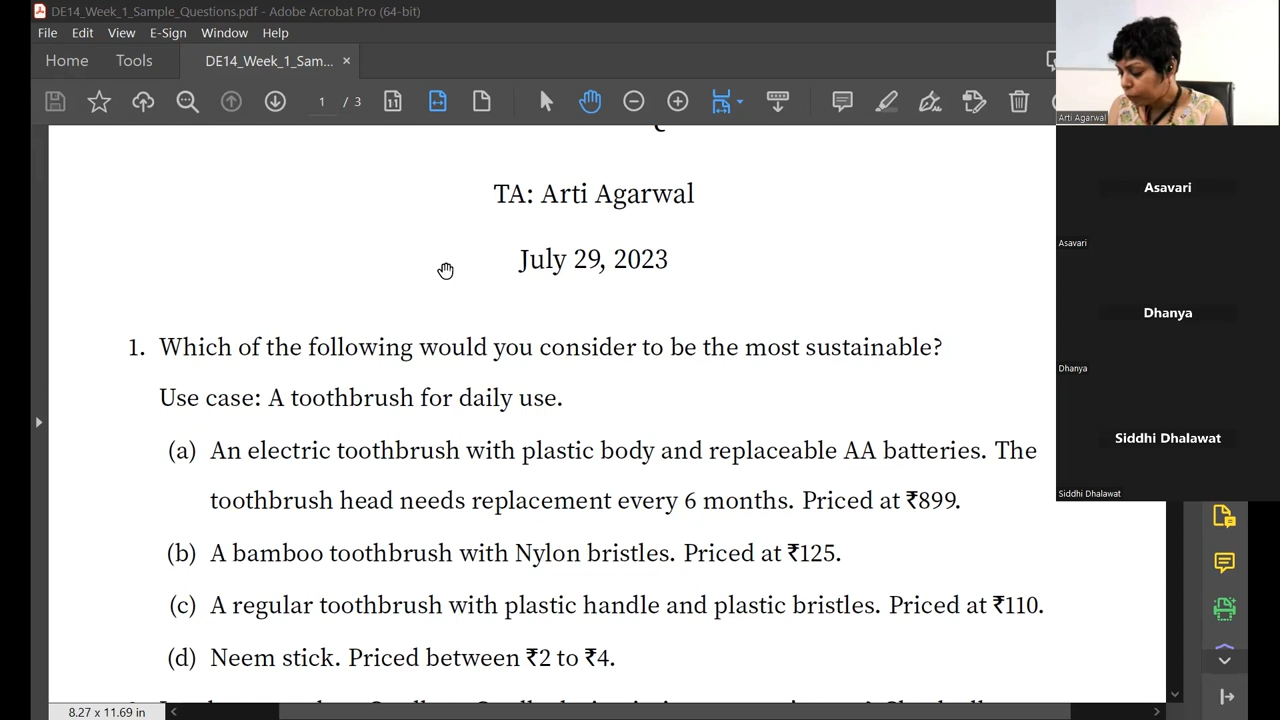 DE14_Week_1_Sample_Questions.pdf - Adobe Acrobat Pro (64-bit)
File Edit View E-Sign Window Help
Home Tools DE14_Week_1_Sam... ×
1 / 3
TA: Arti Agarwal
July 29, 2023
1. Which of the following would you consider to be the most sustainable?
Use case: A toothbrush for daily use.
(a) An electric toothbrush with plastic body and replaceable AA batteries. The
toothbrush head needs replacement every 6 months. Priced at ₹899.
(b) A bamboo toothbrush with Nylon bristles. Priced at ₹125.
(c) A regular toothbrush with plastic handle and plastic bristles. Priced at ₹110.
(d) Neem stick. Priced between ₹2 to ₹4.
8.27 x 11.69 in
Arti Agarwal
Asavari
Asavari
Dhanya
Dhanya
Siddhi Dhalawat
Siddhi Dhalawat